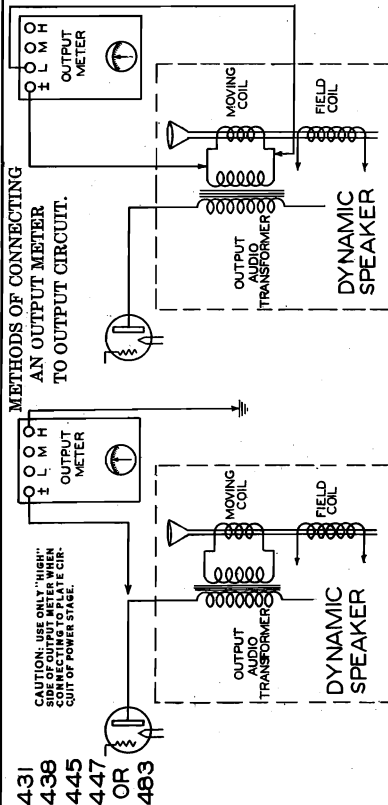 METHODS OF CONNECTING
AN OUTPUT METER
TO OUTPUT CIRCUIT.
CAUTION: USE ONLY "HIGH"
SIDE OF OUTPUT METER WHEN
CONNECTING TO PLATE CIR-
CUIT OF POWER STAGE.
431
438
445
447
OR
483
± L M H
OUTPUT
METER
OUTPUT
AUDIO
TRANSFORMER
MOVING
COIL
FIELD
COIL
DYNAMIC
SPEAKER
± L M H
OUTPUT
METER
OUTPUT
AUDIO
TRANSFORMER
MOVING
COIL
FIELD
COIL
DYNAMIC
SPEAKER